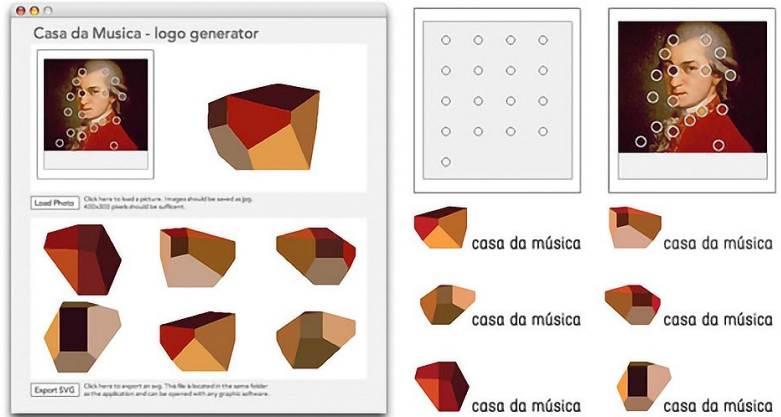 Casa da Musica - logo generator
Load Photo
Click here to load a picture. Images should be saved as jpg.
400x300 pixels should be sufficent.
Export SVG
Click here to export an svg. This file is located in the same folder
as the application and can be opened with any graphic software.
casa da música
casa da música
casa da música
casa da música
casa da música
casa da música